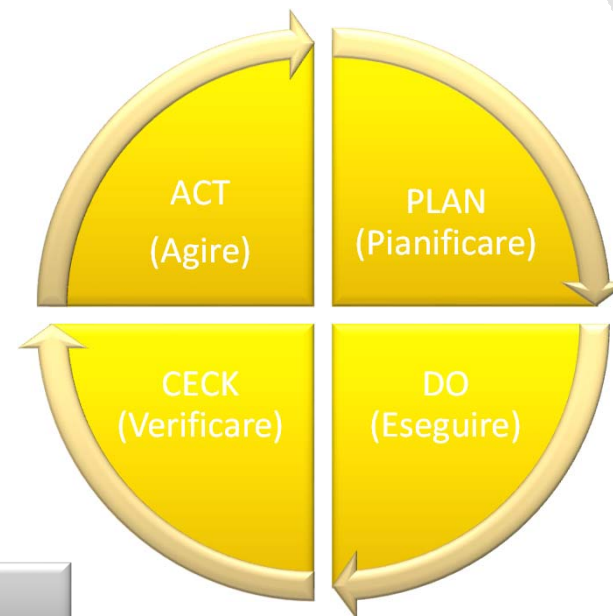 ACT
(Agire)
PLAN
(Pianificare)
CECK
(Verificare)
DO
(Eseguire)